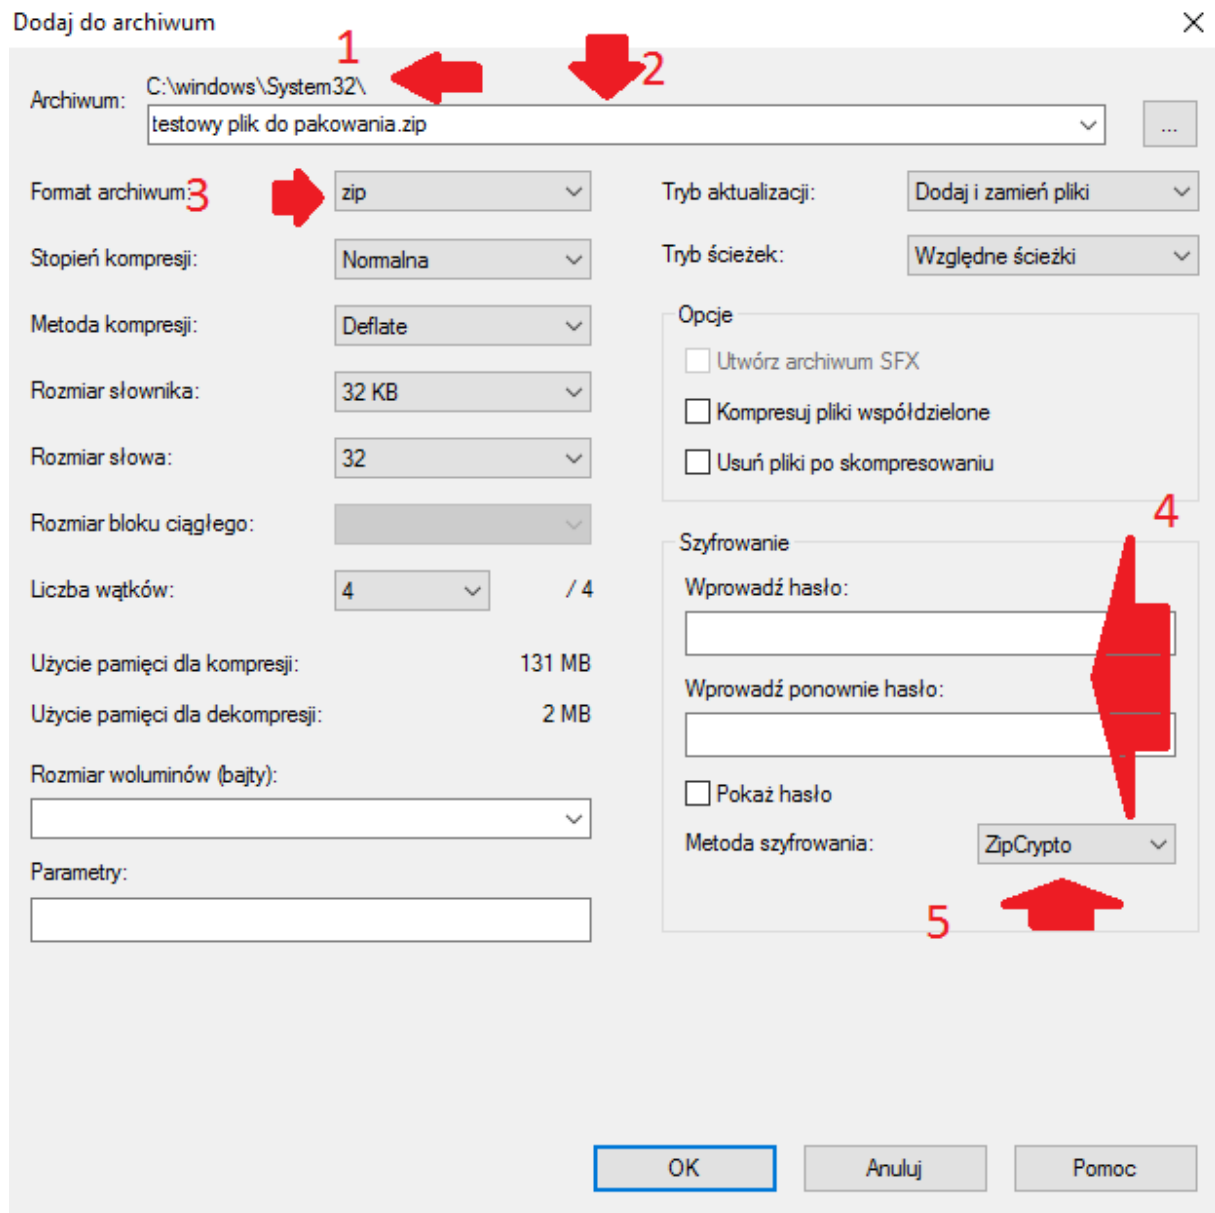 Dodaj do archiwum
1
2
Archiwum:
C:\windows\System32\
testowy plik do pakowania.zip
...
Format archiwum:
3
zip
Tryb aktualizacji:
Dodaj i zamień pliki
Stopień kompresji:
Normalna
Tryb ścieżek:
Względne ścieżki
Metoda kompresji:
Deflate
Opcje
Utwórz archiwum SFX
Rozmiar słownika:
32 KB
Kompresuj pliki współdzielone
Rozmiar słowa:
32
Usuń pliki po skompresowaniu
Rozmiar bloku ciągłego:
4
Szyfrowanie
Liczba wątków:
4
/ 4
Wprowadź hasło:
Użycie pamięci dla kompresji:
131 MB
Wprowadź ponownie hasło:
Użycie pamięci dla dekompresji:
2 MB
Rozmiar woluminów (bajty):
Pokaż hasło
Metoda szyfrowania:
ZipCrypto
Parametry:
5
OK
Anuluj
Pomoc